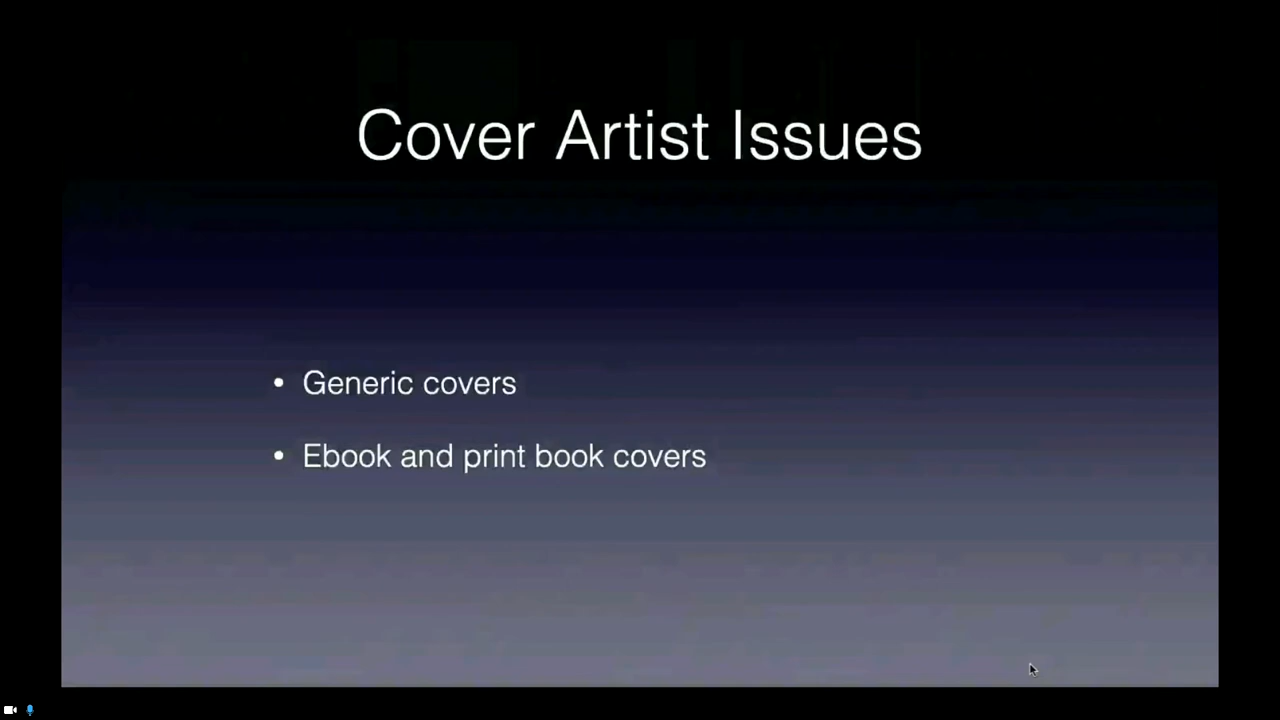 Cover Artist Issues
• Generic covers
• Ebook and print book covers